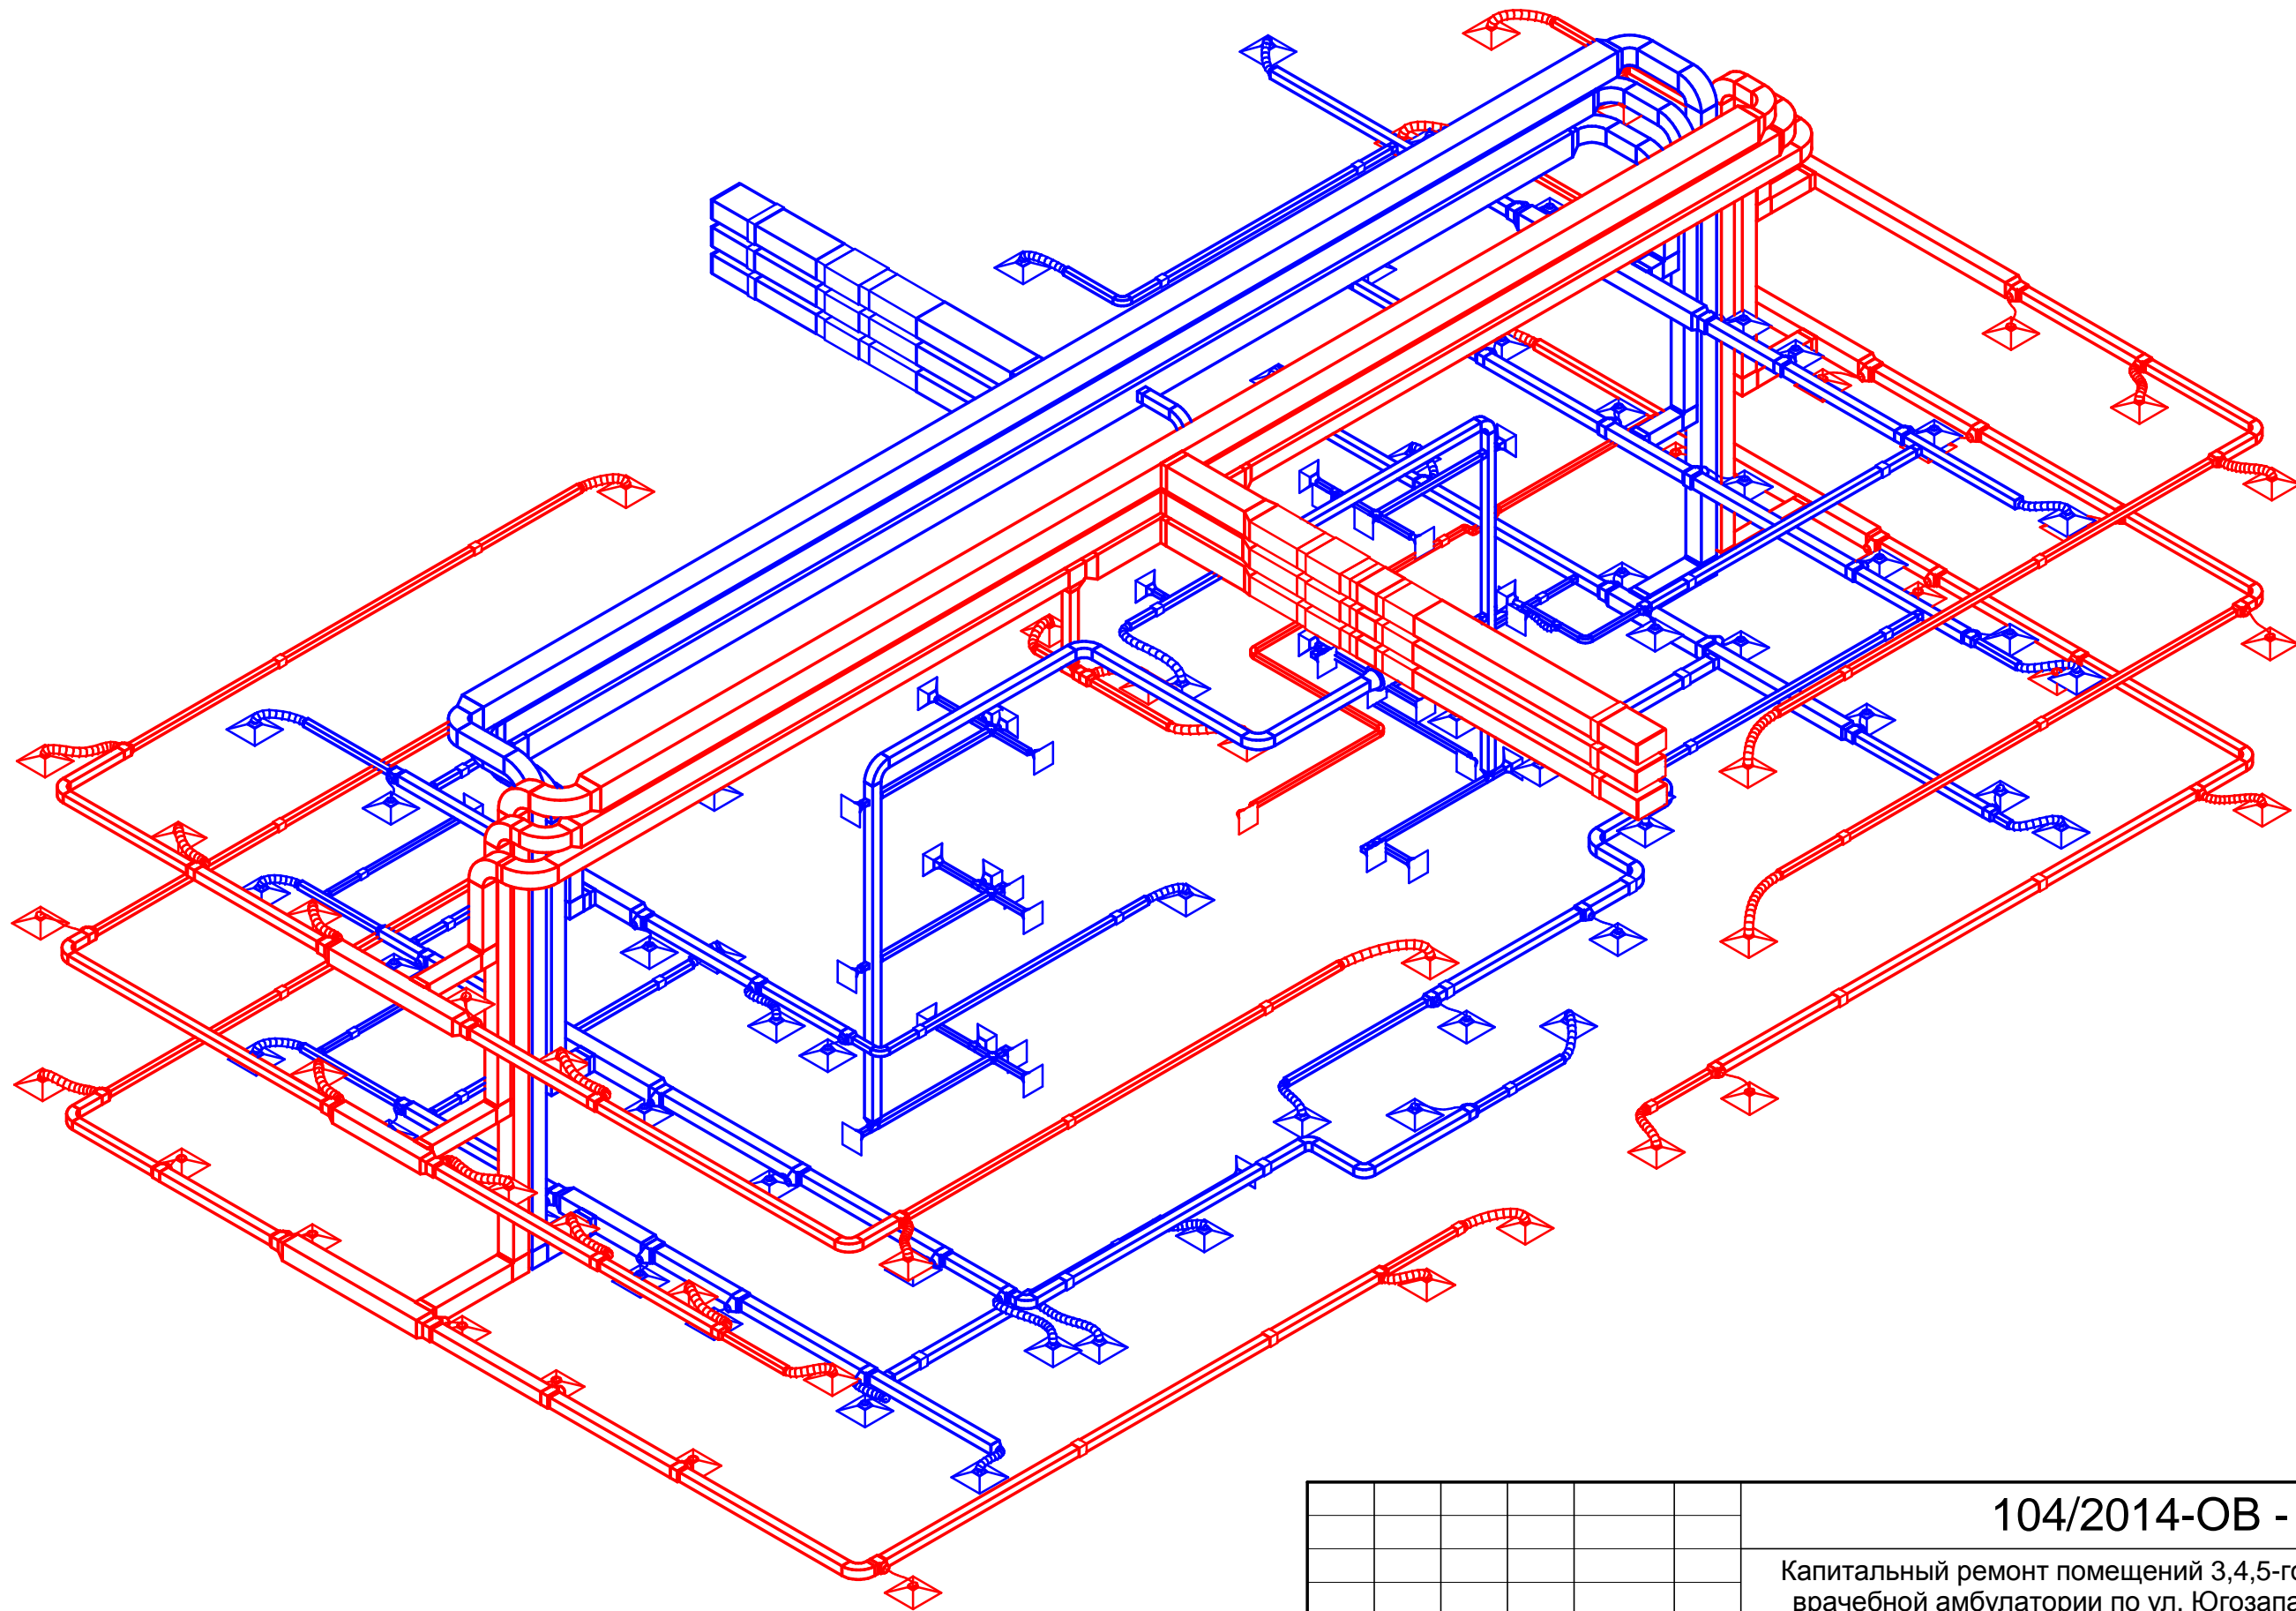 104/2014-ОВ -
Капитальный ремонт помещений 3,4,5-го
врачебной амбулатории по ул. Югозапа